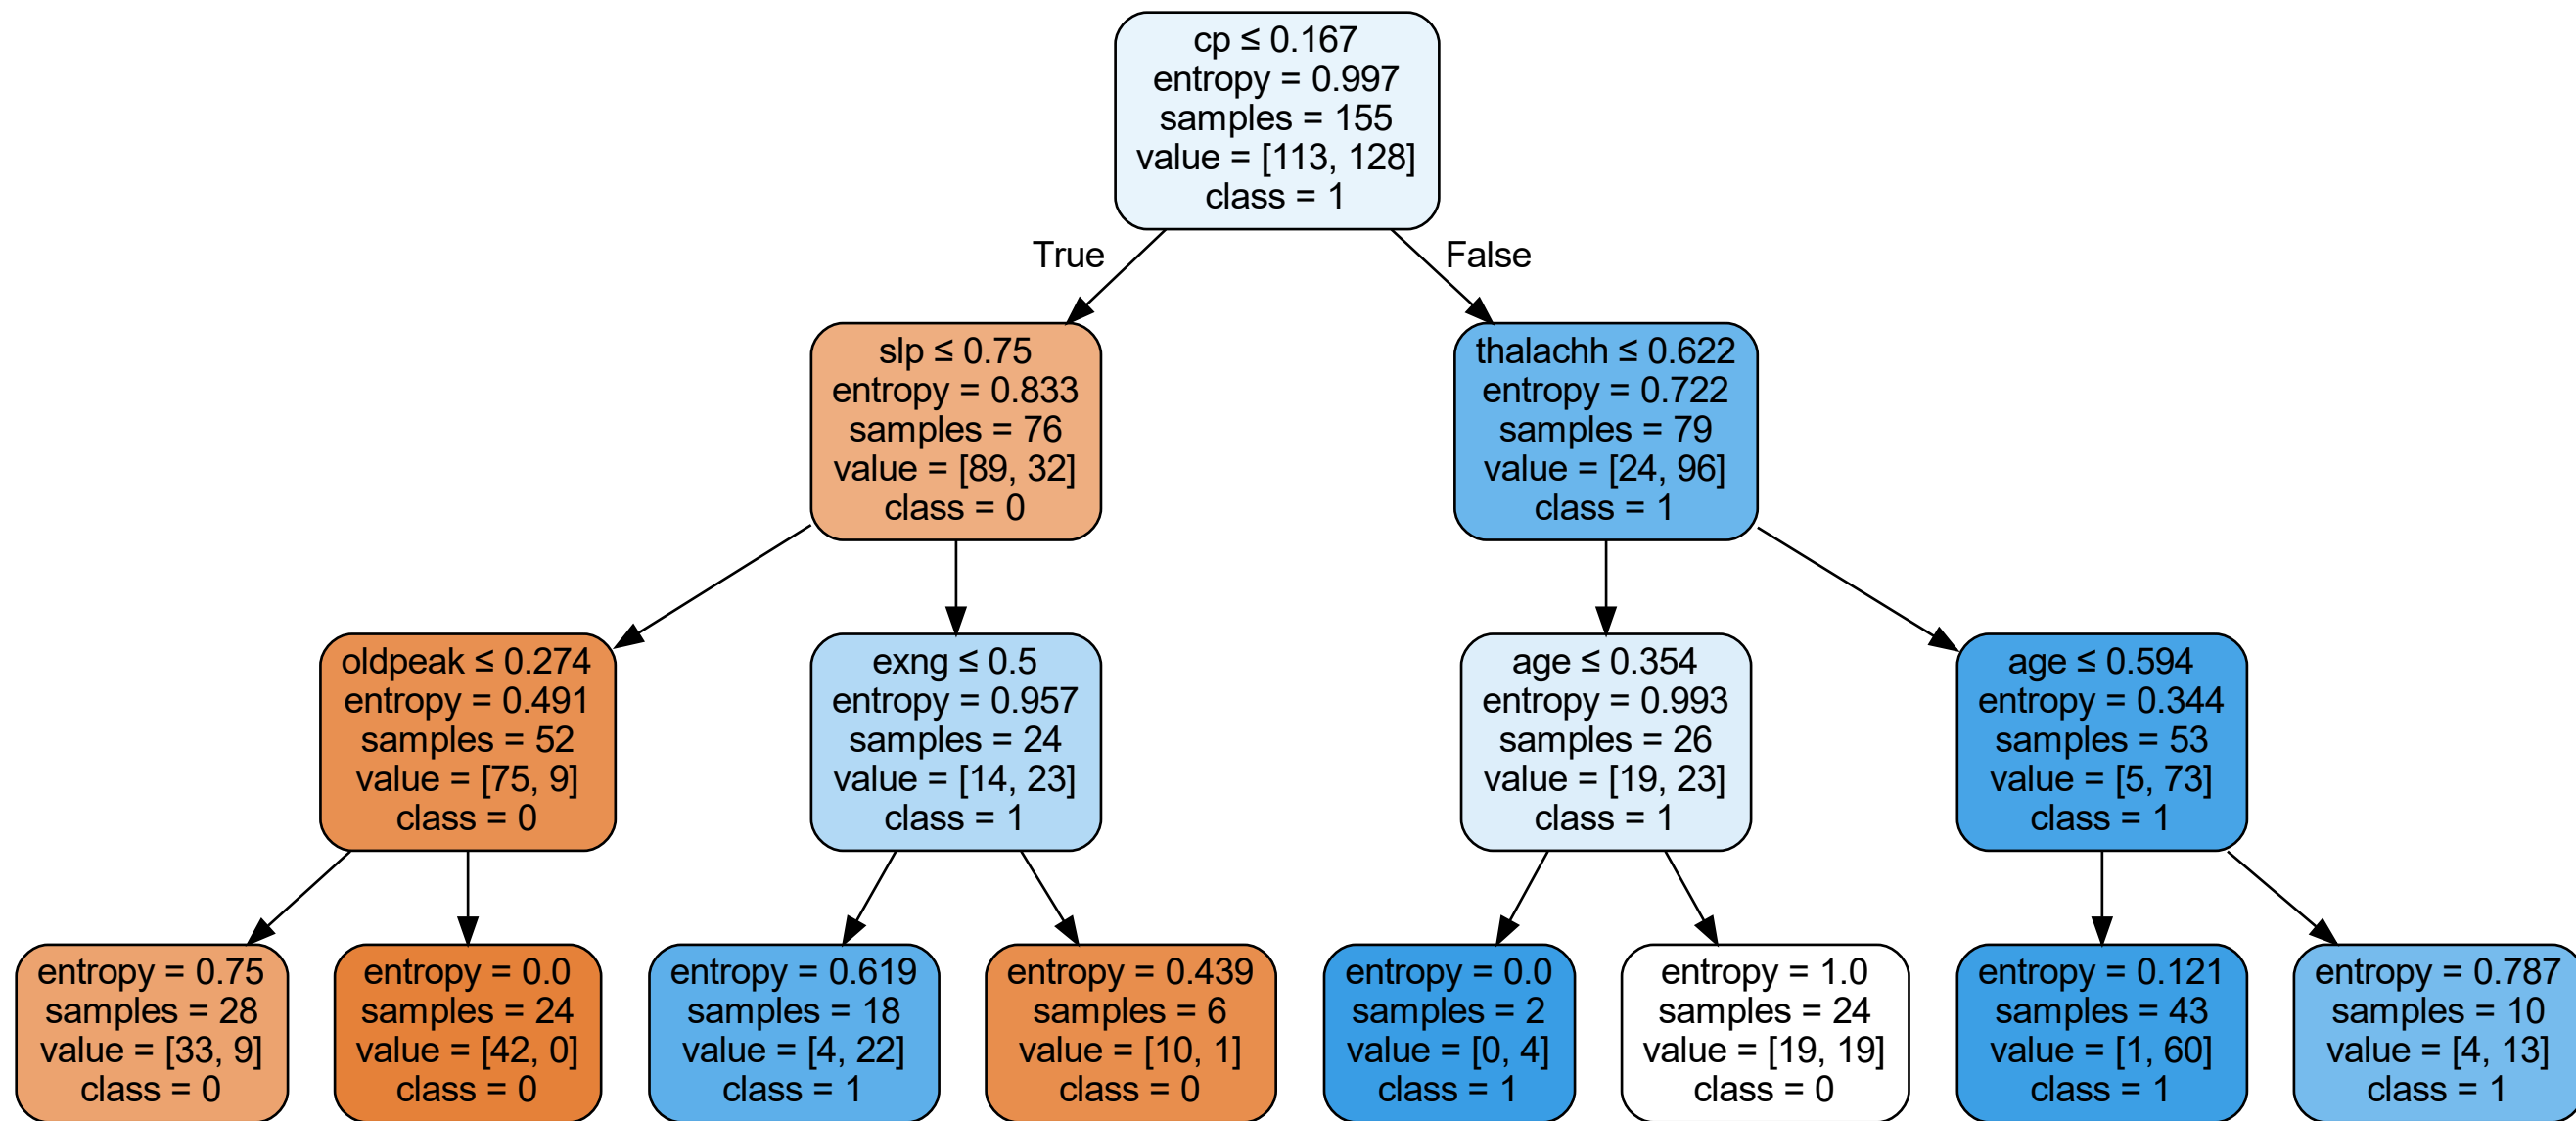 cp ≤ 0.167
entropy = 0.997
samples = 155
value = [113, 128]
class = 1
True
False
slp ≤ 0.75
entropy = 0.833
samples = 76
value = [89, 32]
class = 0
thalachh ≤ 0.622
entropy = 0.722
samples = 79
value = [24, 96]
class = 1
oldpeak ≤ 0.274
entropy = 0.491
samples = 52
value = [75, 9]
class = 0
exng ≤ 0.5
entropy = 0.957
samples = 24
value = [14, 23]
class = 1
age ≤ 0.354
entropy = 0.993
samples = 26
value = [19, 23]
class = 1
age ≤ 0.594
entropy = 0.344
samples = 53
value = [5, 73]
class = 1
entropy = 0.75
samples = 28
value = [33, 9]
class = 0
entropy = 0.0
samples = 24
value = [42, 0]
class = 0
entropy = 0.619
samples = 18
value = [4, 22]
class = 1
entropy = 0.439
samples = 6
value = [10, 1]
class = 0
entropy = 0.0
samples = 2
value = [0, 4]
class = 1
entropy = 1.0
samples = 24
value = [19, 19]
class = 0
entropy = 0.121
samples = 43
value = [1, 60]
class = 1
entropy = 0.787
samples = 10
value = [4, 13]
class = 1